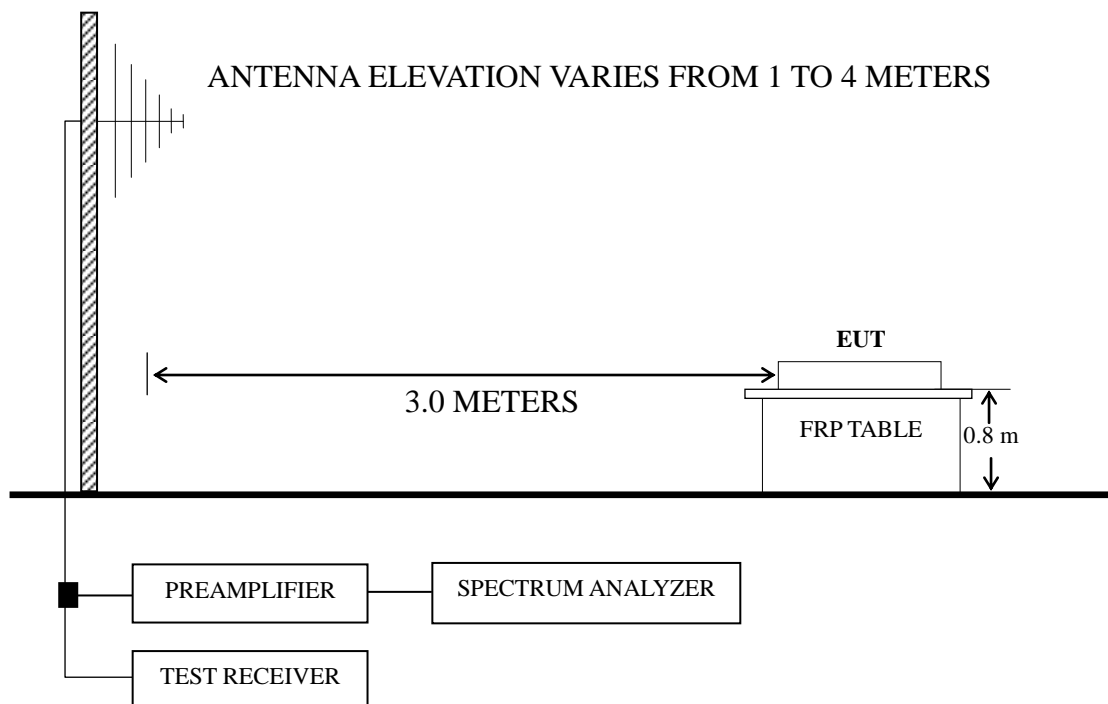 ANTENNA ELEVATION VARIES FROM 1 TO 4 METERS
EUT
3.0 METERS
FRP TABLE
0.8 m
PREAMPLIFIER
SPECTRUM ANALYZER
TEST RECEIVER